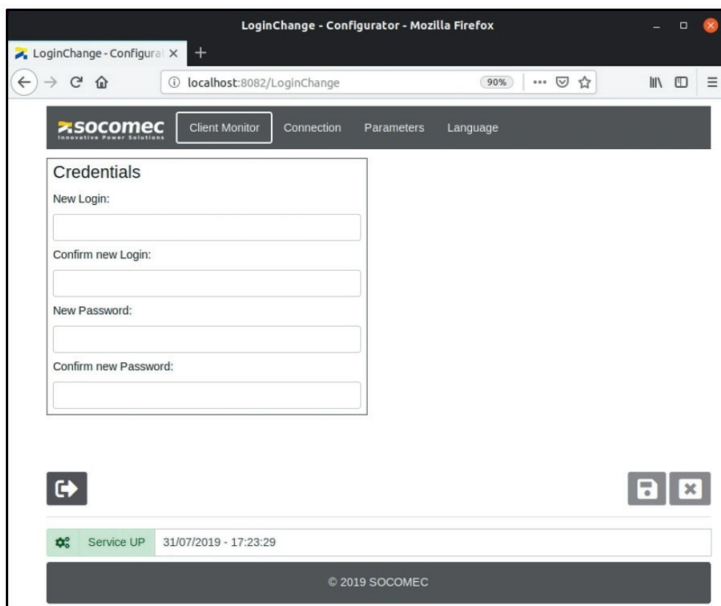 LoginChange - Configurator - Mozilla Firefox
LoginChange - Configurat
localhost:8082/LoginChange
90%
socomec Client Monitor Connection Parameters Language
Innovative Power Solutions
Credentials
New Login:
Confirm new Login:
New Password:
Confirm new Password:
Service UP 31/07/2019 - 17:23:29
© 2019 SOCOMEC